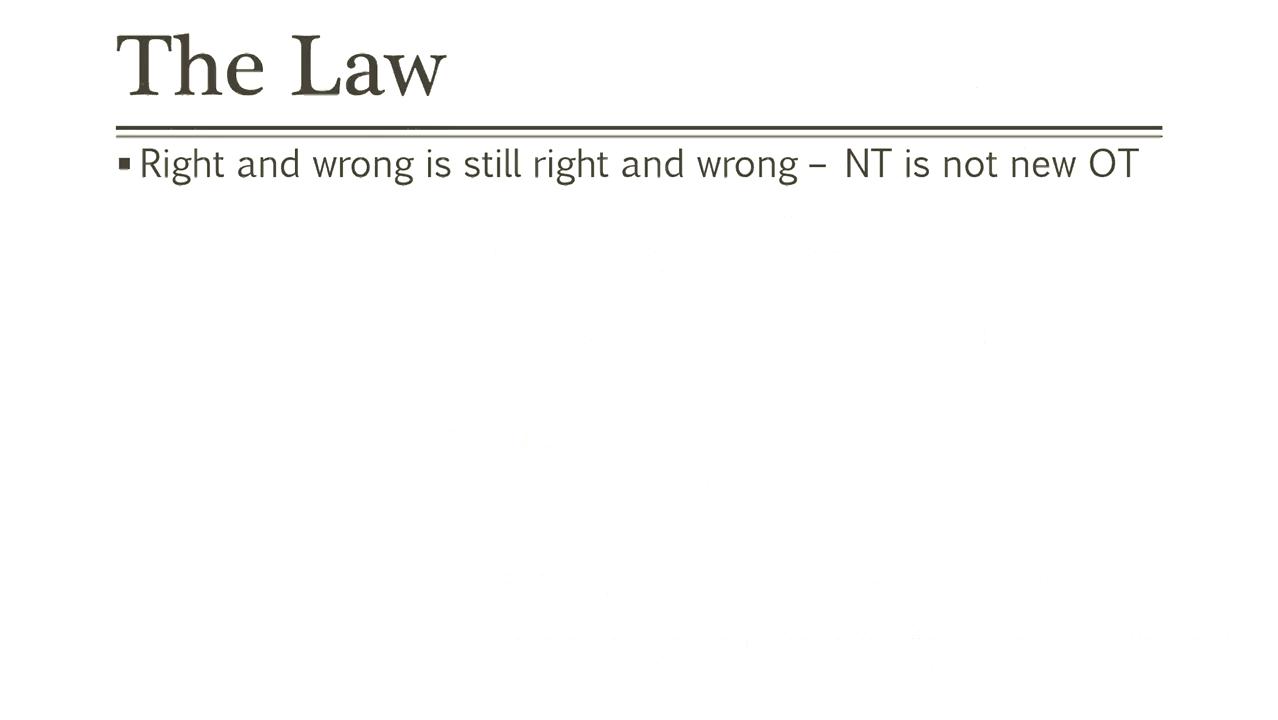 The Law
▪ Right and wrong is still right and wrong – NT is not new OT